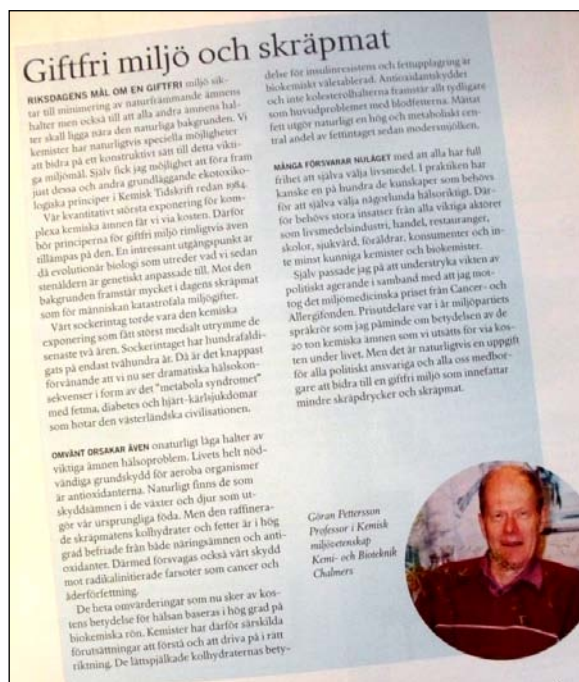 Giftfri miljö och skräpmat
RIKSDAGENS MÅL OM EN GIFTFRI miljö sik-
tar till minimering av naturfrämmande ämnens
halter men också till att alla andra ämnens hal-
ter skall ligga nära den naturliga bakgrunden. Vi
kemister har naturligtvis speciella möjligheter
att bidra på ett konstruktivt sätt till detta vikti-
ga miljömål. Själv fick jag möjlighet att föra fram
just dessa och andra grundläggande ekotoxiko-
logiska principer i Kemisk Tidskrift redan 1984.
Vår kvantitativt största exponering för kom-
plexa kemiska ämnen får vi via kosten. Därför
bör principerna för giftfri miljö rimligtvis även
tillämpas på den. En intressant utgångspunkt är
då evolutionär biologi som utreder vad vi sedan
stenåldern är genetiskt anpassade till. Mot den
bakgrunden framstår mycket i dagens skräpmat
som för människan katastrofala miljögifter.
Vårt sockerintag torde vara den kemiska
exponering som fått störst medialt utrymme de
senaste två åren. Sockerintaget har hundrafaldi-
gats på endast tvåhundra år. Då är det knappast
förvånande att vi nu ser dramatiska hälsokon-
sekvenser i form av det "metabola syndromet"
med fetma, diabetes och hjärt-kärlsjukdomar
som hotar den västerländska civilisationen.
OMVÄNT ORSAKAR ÄVEN onaturligt låga halter av
viktiga ämnen hälsoproblem. Livets helt nöd-
vändiga grundskydd för aeroba organismer
är antioxidanterna. Naturligt finns de som
skyddsämnen i de växter och djur som ut-
gör vår ursprungliga föda. Men den raffinera-
de skräpmatens kolhydrater och fetter är i hög
grad befriade från både näringsämnen och anti-
oxidanter. Därmed försvagas också vårt skydd
mot radikalinitierade farsoter som cancer och
åderförfettning.
De heta omvärderingar som nu sker av kos-
tens betydelse för hälsan baseras i hög grad på
biokemiska rön. Kemister har därför särskilda
förutsättningar att förstå och att driva på i rätt
riktning. De lättspjälkade kolhydraternas bety-
delse för insulinresistens och fettupplagring är
biokemiskt väletablerad. Antioxidantskyddet
och inte kolesterolhalterna framstår allt tydligare
som huvudproblemet med blodfetterna. Mättat
fett utgör naturligt en hög och metaboliskt cen-
tral andel av fettintaget sedan modersmjölken.
MÅNGA FÖRSVARAR NULÄGET med att alla har full
frihet att själva välja livsmedel. I praktiken har
kanske en på hundra de kunskaper som behövs
för att själva välja någorlunda hälsoriktigt. Där-
för behövs stora insatser från alla viktiga aktörer
som livsmedelsindustri, handel, restauranger,
skolor, sjukvård, föräldrar, konsumenter och in-
te minst kunniga kemister och biokemister.
Själv passade jag på att understryka vikten av
politiskt agerande i samband med att jag mot-
tog det miljömedicinska priset från Cancer- och
Allergifonden. Prisutdelare var i år miljöpartiets
språkrör som jag påminde om betydelsen av de
20 ton kemiska ämnen som vi utsätts för via kos-
ten under livet. Men det är naturligtvis en uppgift
för alla politiskt ansvariga och alla oss medbor-
gare att bidra till en giftfri miljö som innefattar
mindre skräpdrycker och skräpmat.
Göran Pettersson
Professor i Kemisk
miljövetenskap
Kemi- och Bioteknik
Chalmers